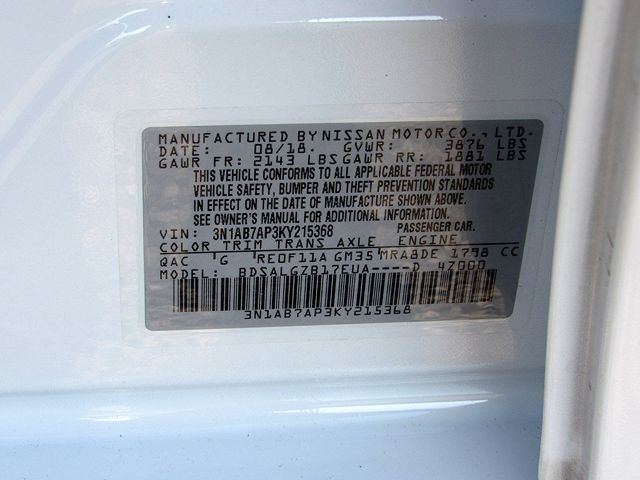 MANUFACTURED BY NISSAN MOTOR CO., LTD.
DATE: 08/18. GVWR: 3876 LBS
GAWR FR: 2143 LBS GAWR RR: 1881 LBS
THIS VEHICLE CONFORMS TO ALL APPLICABLE FEDERAL MOTOR
VEHICLE SAFETY, BUMPER AND THEFT PREVENTION STANDARDS
IN EFFECT ON THE DATE OF MANUFACTURE SHOWN ABOVE.
SEE OWNER'S MANUAL FOR ADDITIONAL INFORMATION.
VIN: 3N1AB7AP3KY215368 PASSENGER CAR.
COLOR TRIM TRANS AXLE ENGINE
QAC 'G RE0F11A GM35 MRA8DE 1798 CC
MODEL: BDSALGZB17EUA----D 4Z000
3N1AB7AP3KY215368